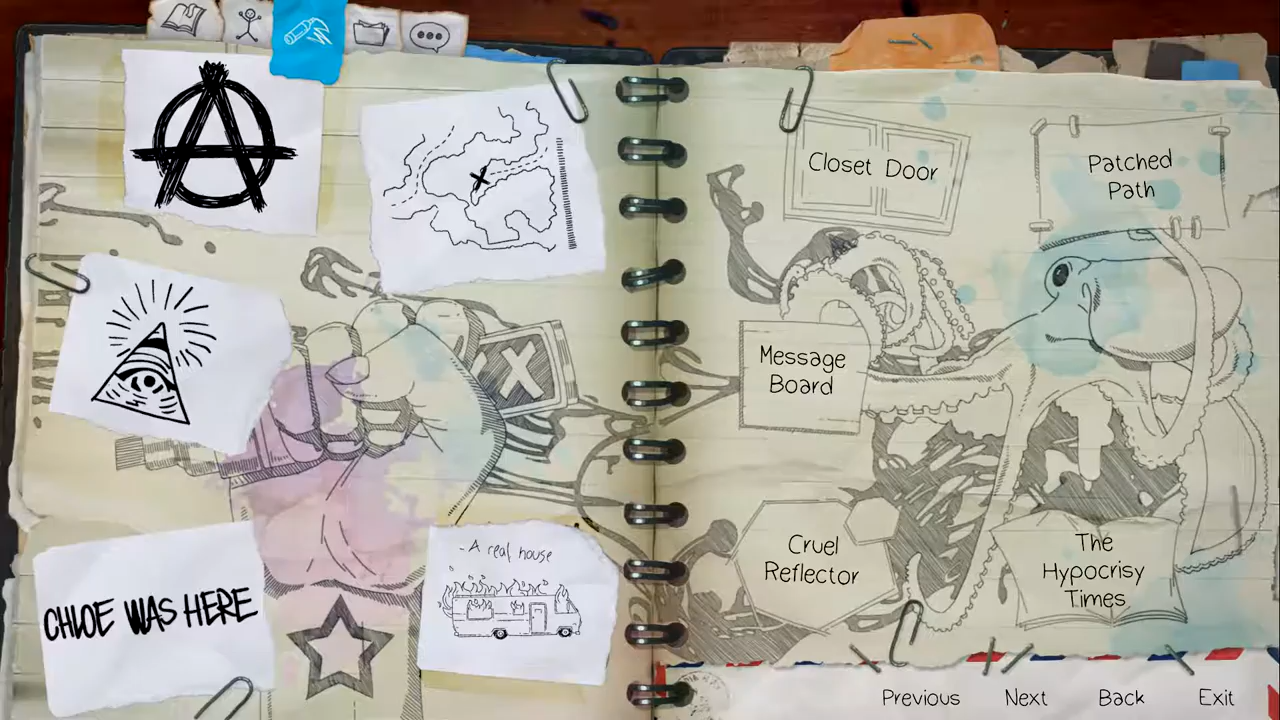 CHLOE WAS HERE
- A real house
Closet Door
Patched
Path
Message
Board
Cruel
Reflector
The
Hypocrisy
Times
Previous
Next
Back
Exit